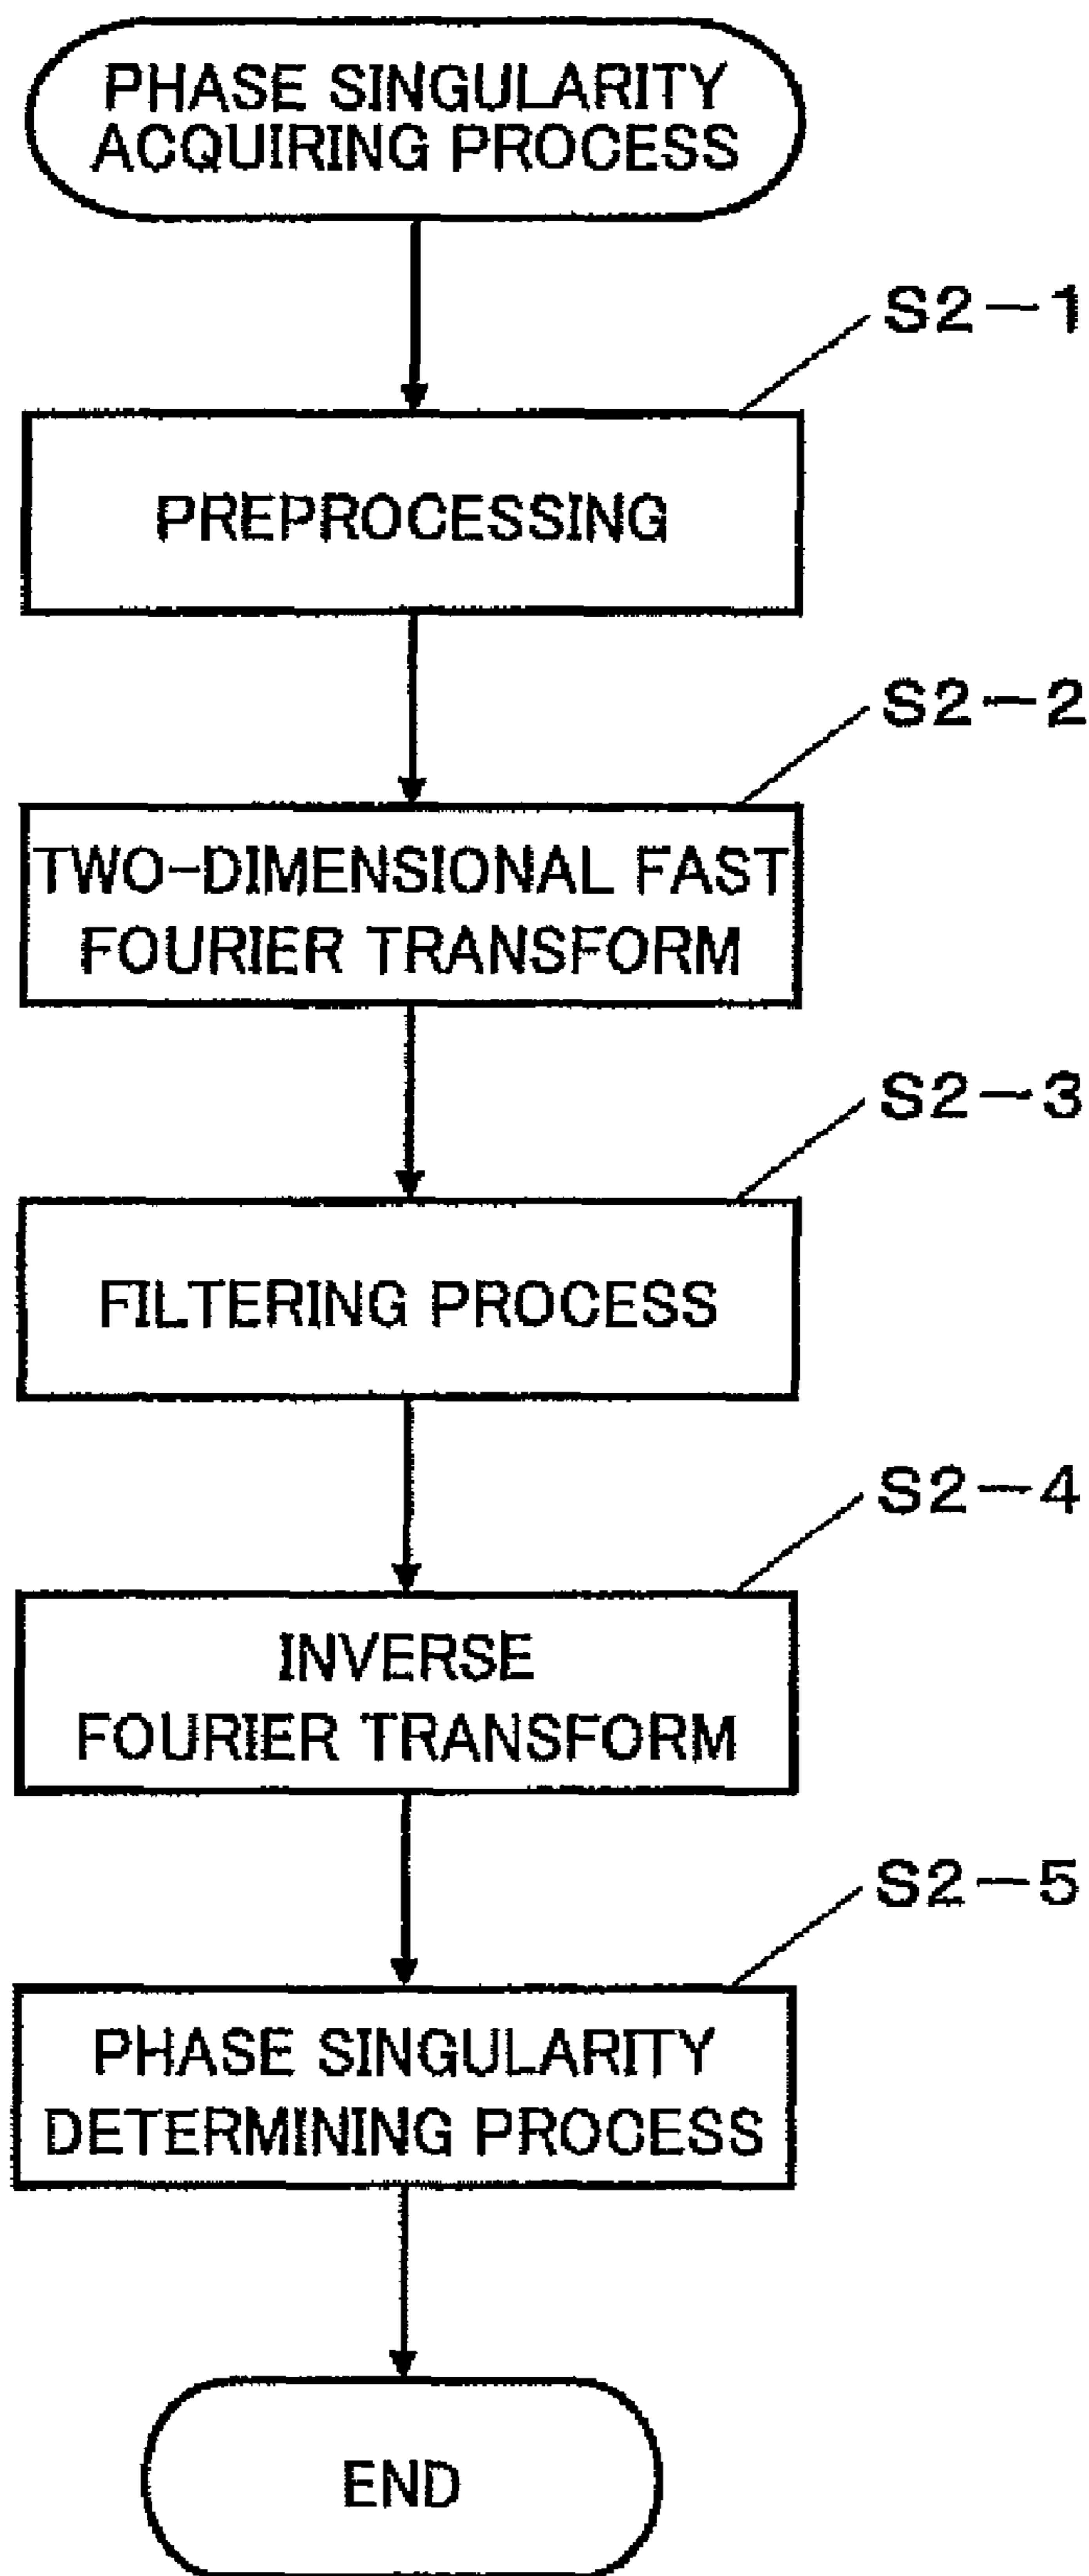 PHASE SINGULARITY
ACQUIRING PROCESS
S2-1
PREPROCESSING
S2-2
TWO-DIMENSIONAL FAST
FOURIER TRANSFORM
S2-3
FILTERING PROCESS
S2-4
INVERSE
FOURIER TRANSFORM
S2-5
PHASE SINGULARITY
DETERMINING PROCESS
END